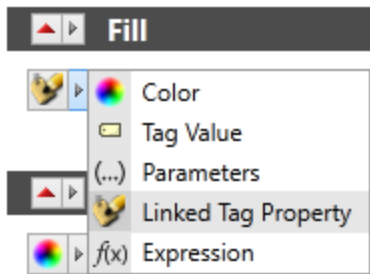 Fill
Color
Tag Value
(...) Parameters
Linked Tag Property
f(x) Expression